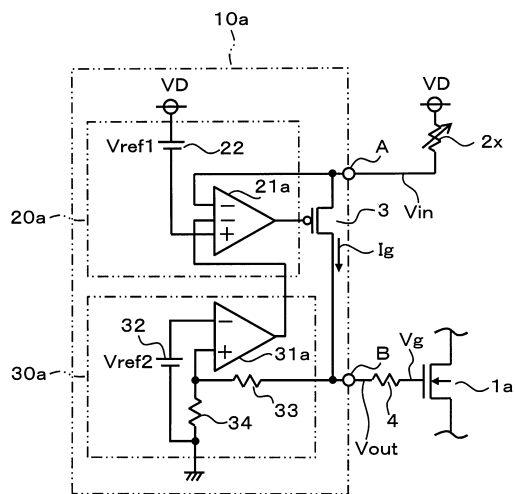 10a
VD
VD
Vref1
22
2x
A
21a
Vin
3
20a
Ig
32
Vref2
31a
B
Vg
30a
33
1a
34
4
Vout